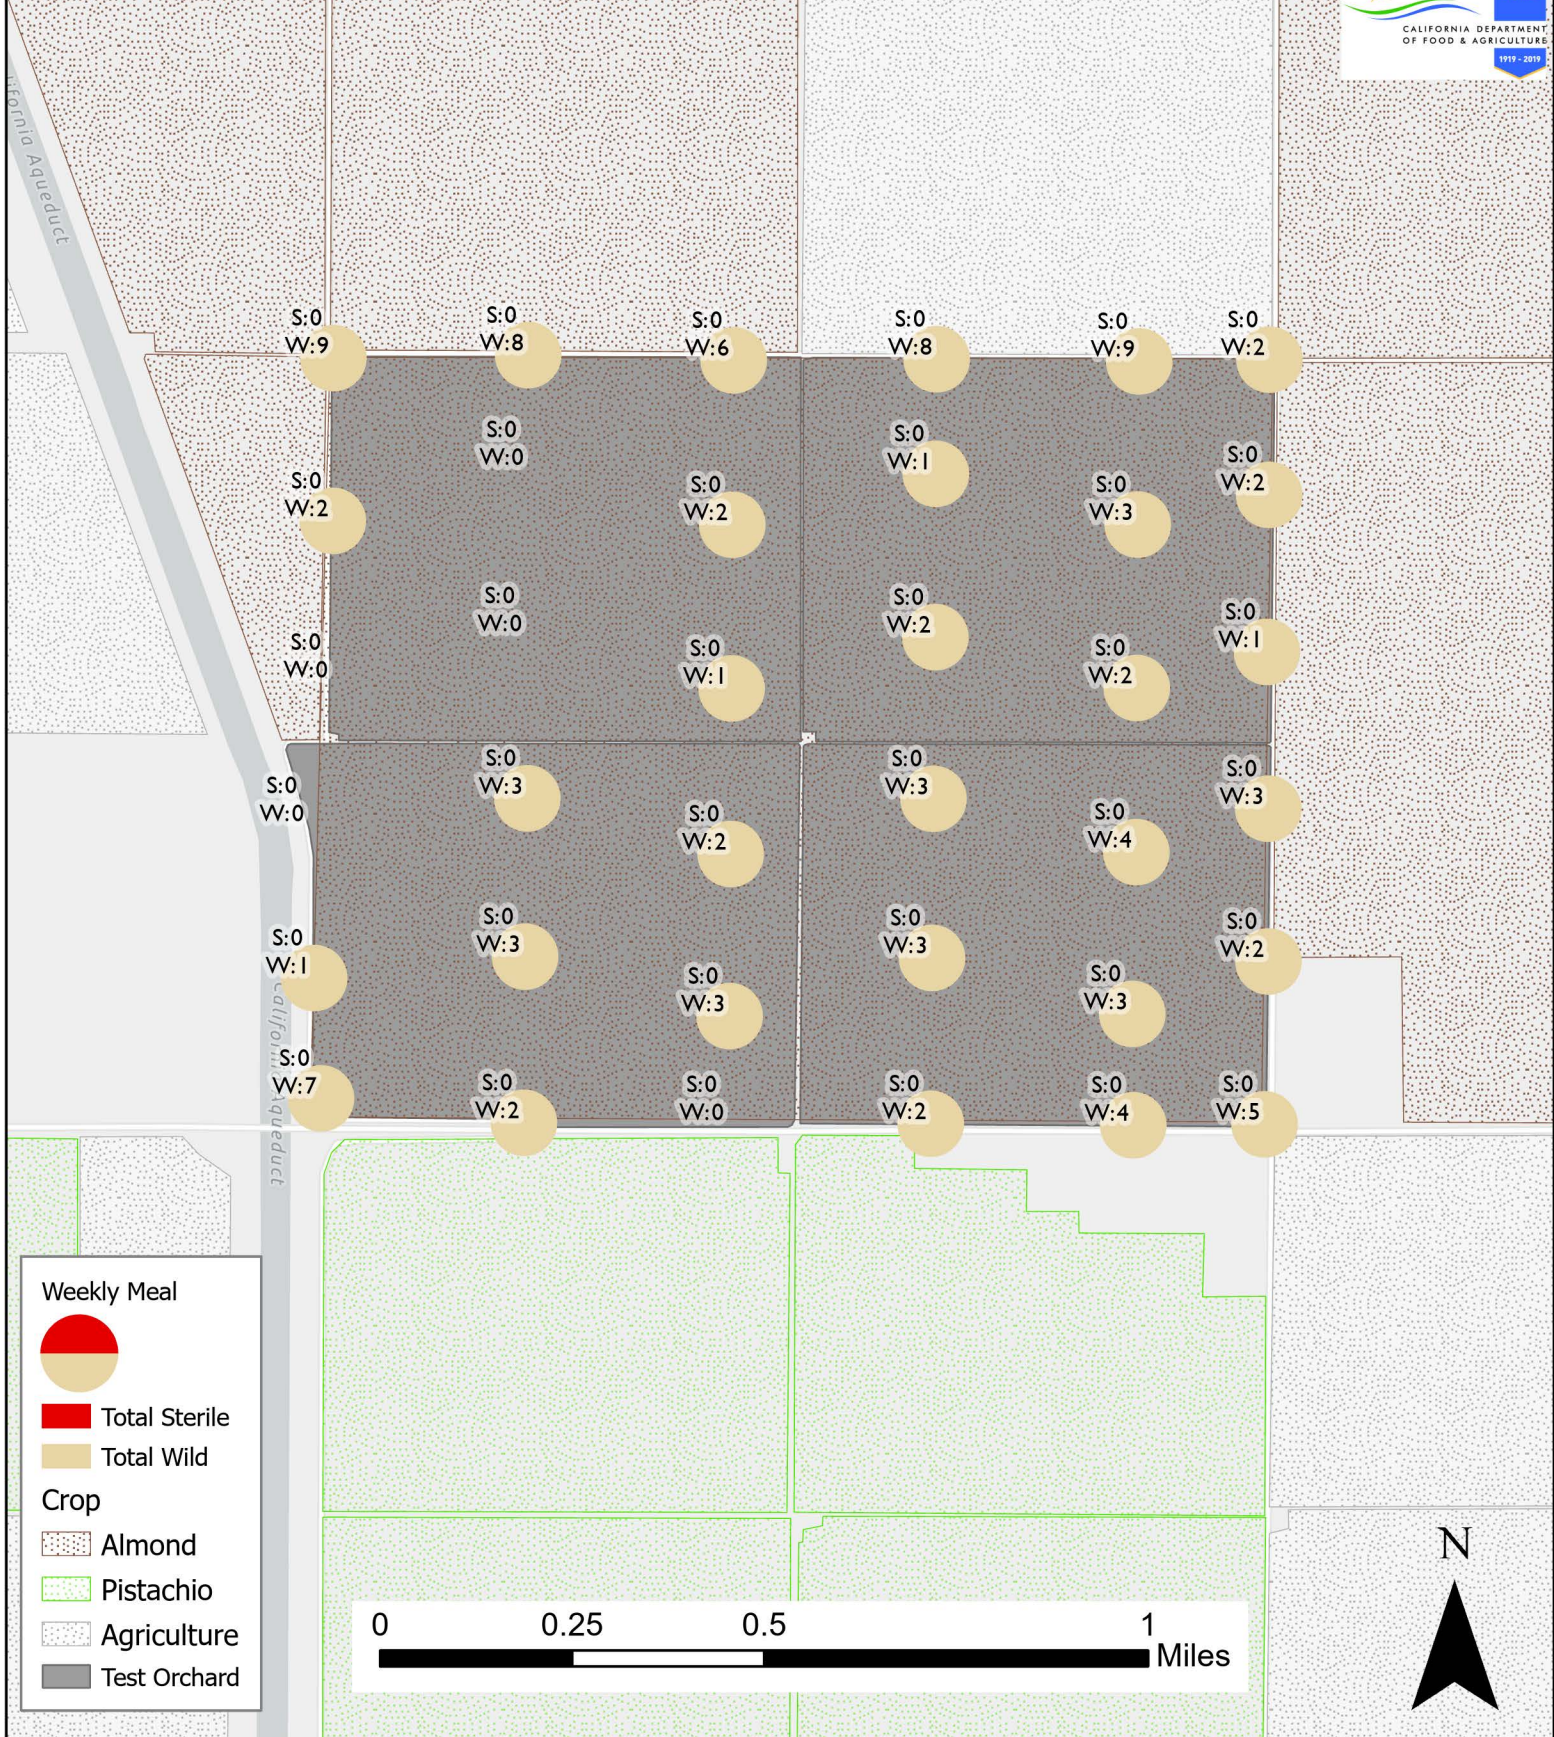 CALIFORNIA DEPARTMENT
OF FOOD & AGRICULTURE
1919 - 2019
California Aqueduct
S:0
W:9
S:0
W:8
S:0
W:6
S:0
W:8
S:0
W:9
S:0
W:2
S:0
W:0
S:0
W:1
S:0
W:2
S:0
W:2
S:0
W:2
S:0
W:3
S:0
W:0
S:0
W:2
S:0
W:1
S:0
W:0
S:0
W:1
S:0
W:2
S:0
W:3
S:0
W:3
S:0
W:3
S:0
W:0
S:0
W:2
S:0
W:4
S:0
W:3
S:0
W:3
S:0
W:2
S:0
W:1
S:0
W:3
S:0
W:3
California Aqueduct
S:0
W:7
S:0
W:2
S:0
W:0
S:0
W:2
S:0
W:4
S:0
W:5
Weekly Meal
Total Sterile
Total Wild
Crop
Almond
Pistachio
Agriculture
Test Orchard
0 0.25 0.5 1
Miles
N